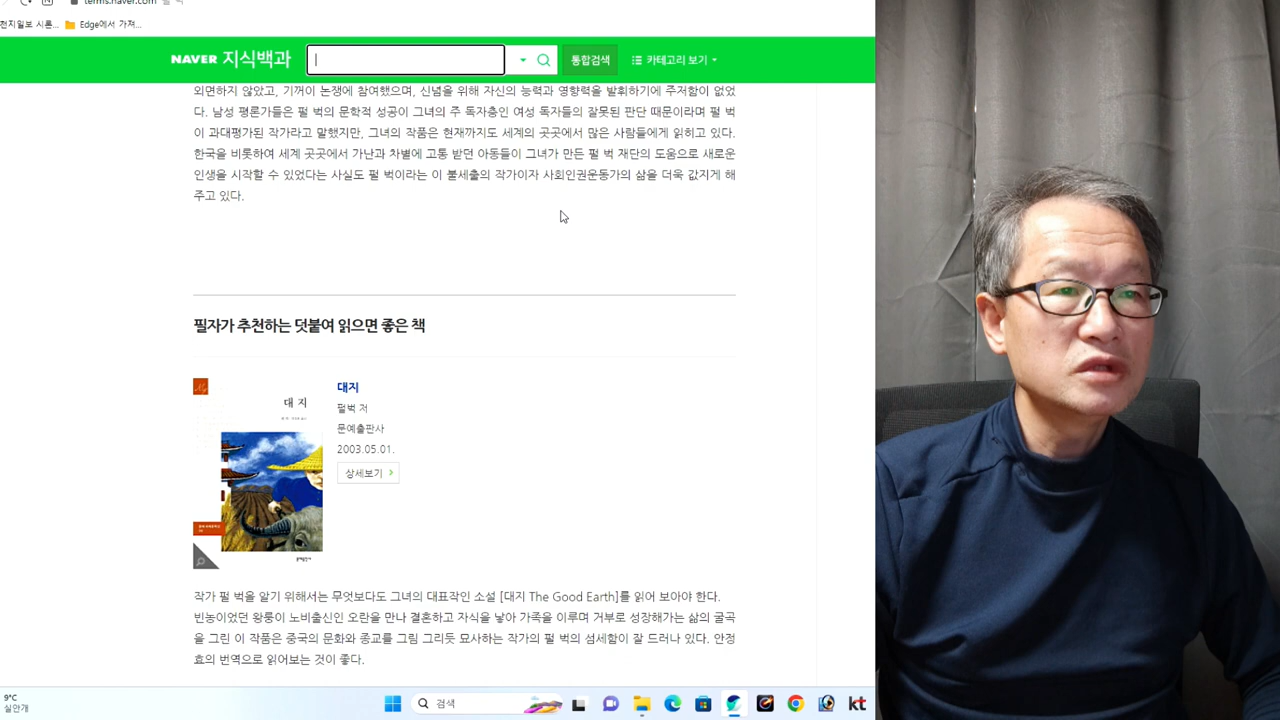 terms.naver.com
천지일보 시론...
Edge에서 가져...
NAVER 지식백과
통합검색
카테고리 보기
외면하지 않았고, 기꺼이 논쟁에 참여했으며, 신념을 위해 자신의 능력과 영향력을 발휘하기에 주저함이 없었
다. 남성 평론가들은 펄 벅의 문학적 성공이 그녀의 주 독자층인 여성 독자들의 잘못된 판단 때문이라며 펄 벅
이 과대평가된 작가라고 말했지만, 그녀의 작품은 현재까지도 세계의 곳곳에서 많은 사람들에게 읽히고 있다.
한국을 비롯하여 세계 곳곳에서 가난과 차별에 고통 받던 아동들이 그녀가 만든 펄 벅 재단의 도움으로 새로운
인생을 시작할 수 있었다는 사실도 펄 벅이라는 이 불세출의 작가이자 사회인권운동가의 삶을 더욱 값지게 해
주고 있다.
필자가 추천하는 덧붙여 읽으면 좋은 책
대지
대지
펄벅 저
문예출판사
2003.05.01.
상세보기
작가 펄 벅을 알기 위해서는 무엇보다도 그녀의 대표작인 소설 [대지 The Good Earth]를 읽어 보아야 한다.
빈농이었던 왕룽이 노비출신인 오란을 만나 결혼하고 자식을 낳아 가족을 이루며 거부로 성장해가는 삶의 굴곡
을 그린 이 작품은 중국의 문화와 종교를 그림 그리듯 묘사하는 작가의 펄 벅의 섬세함이 잘 드러나 있다. 안정
효의 번역으로 읽어보는 것이 좋다.
9°C
실안개
검색
kt